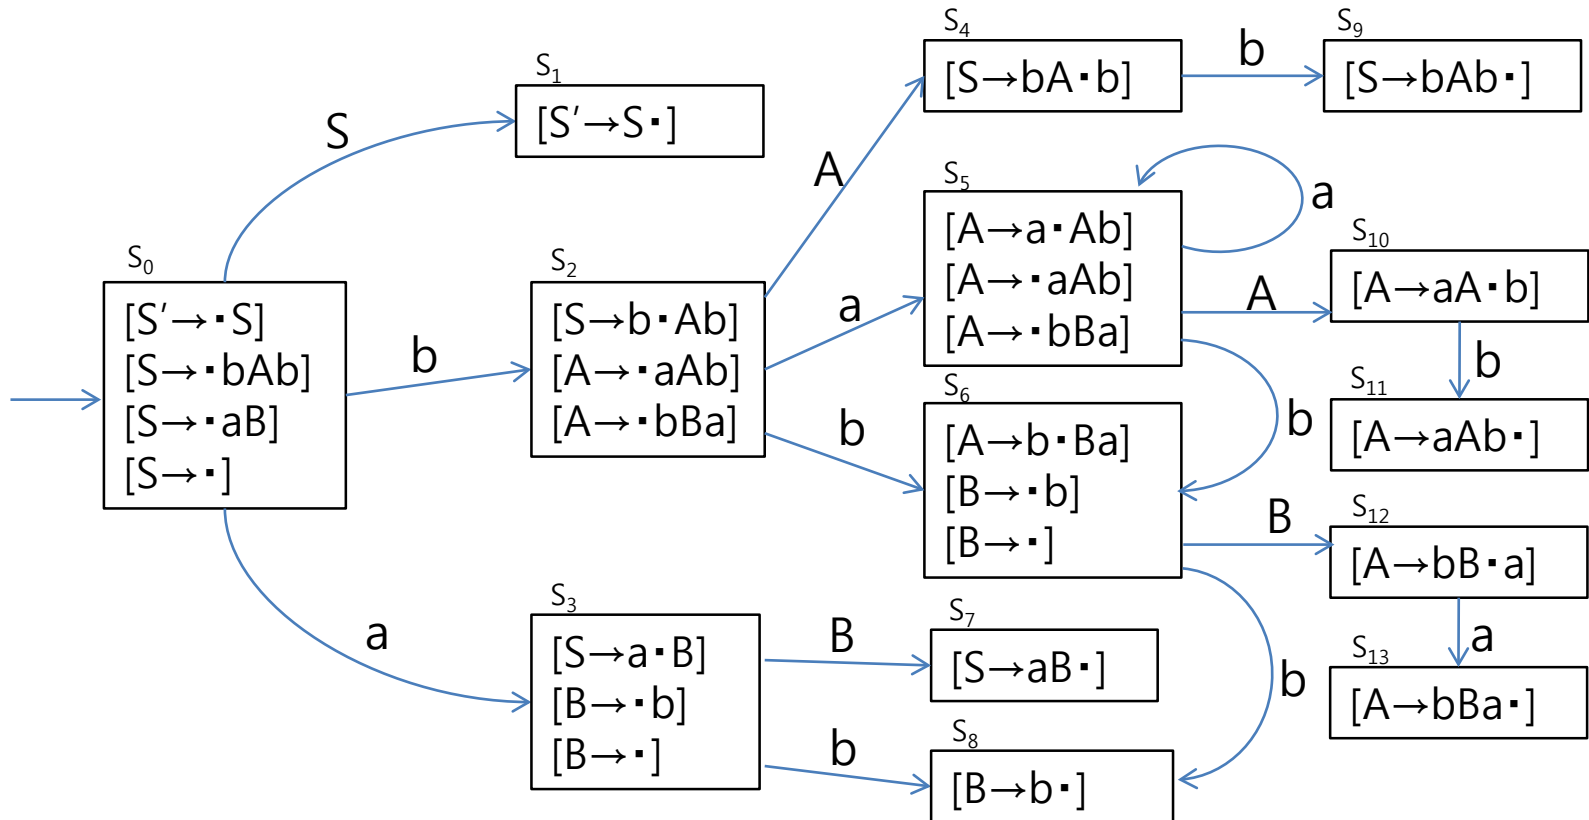 S₀
[S′→▪S]
[S→▪bAb]
[S→▪aB]
[S→▪]
S
b
a
S₁
[S′→S▪]
S₂
[S→b▪Ab]
[A→▪aAb]
[A→▪bBa]
A
a
b
S₃
[S→a▪B]
[B→▪b]
[B→▪]
B
b
S₄
[S→bA▪b]
b
S₉
[S→bAb▪]
S₅
[A→a▪Ab]
[A→▪aAb]
[A→▪bBa]
a
A
b
S₆
[A→b▪Ba]
[B→▪b]
[B→▪]
B
b
S₇
[S→aB▪]
S₈
[B→b▪]
S₁₀
[A→aA▪b]
b
S₁₁
[A→aAb▪]
S₁₂
[A→bB▪a]
a
S₁₃
[A→bBa▪]